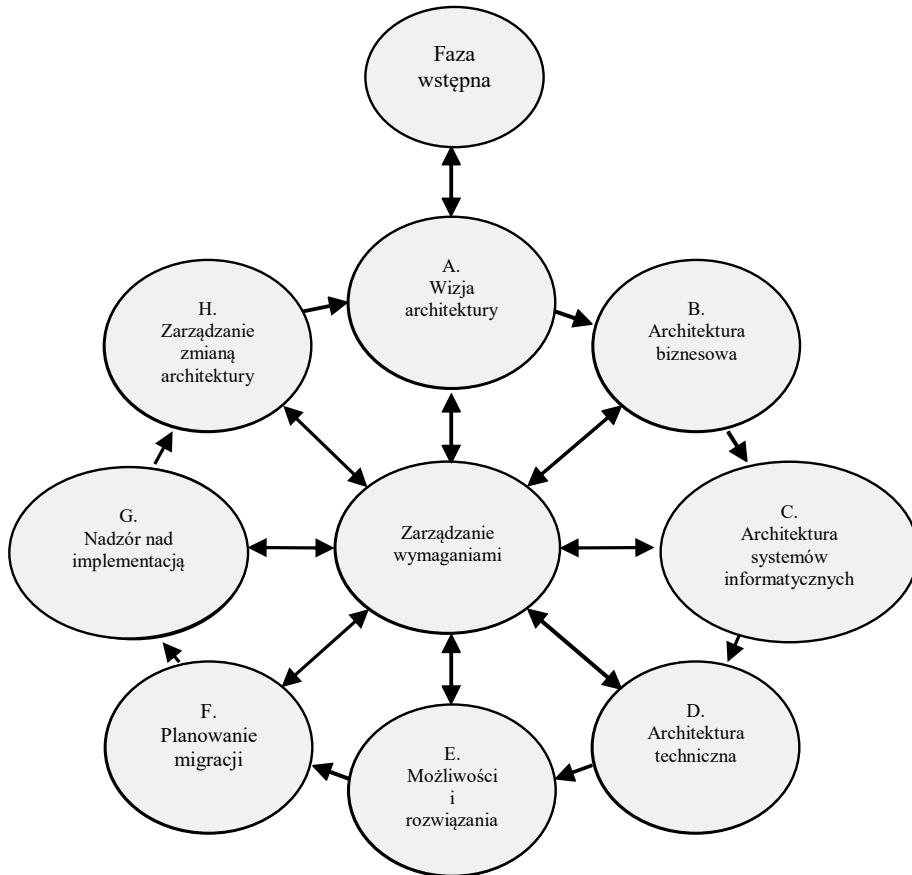 Faza
wstępna
A.
Wizja
architektury
B.
Architektura
biznesowa
H.
Zarządzanie
zmianą
architektury
C.
Architektura
systemów
informatycznych
G.
Nadzór nad
implementacją
Zarządzanie
wymaganiami
D.
Architektura
techniczna
F.
Planowanie
migracji
E.
Możliwości
i
rozwiązania